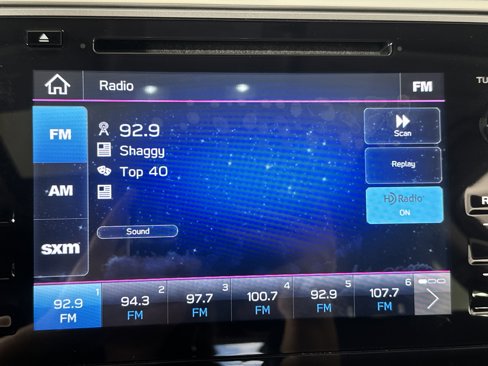 TU
Radio
FM
FM
92.9
Scan
Shaggy
Replay
Top 40
AM
HD Radio
ON
sxm
Sound
R
1
92.9
FM
2
94.3
FM
3
97.7
FM
4
100.7
FM
5
92.9
FM
6
107.7
FM